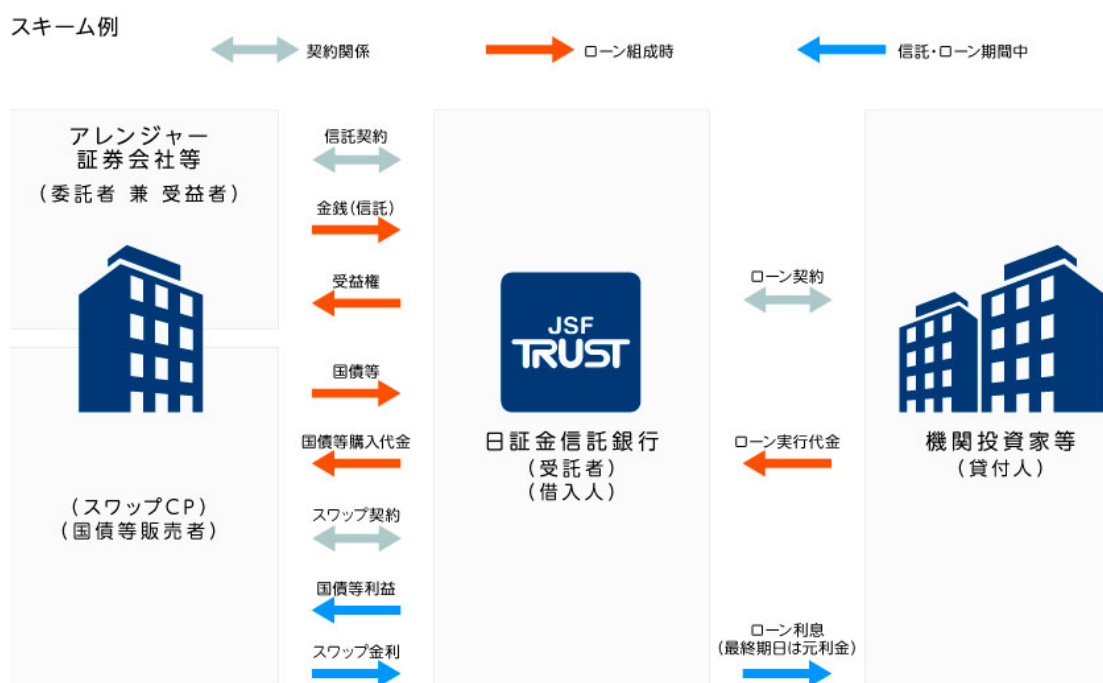 スキーム例
契約関係
ローン組成時
信託・ローン期間中
アレンジャー
証券会社等
(委託者 兼 受益者)
(スワップCP)
(国債等販売者)
信託契約
金銭(信託)
受益権
国債等
国債等購入代金
スワップ契約
国債等利益
スワップ金利
JSF
TRUST
日証金信託銀行
(受託者)
(借入人)
ローン契約
ローン実行代金
ローン利息
(最終期日は元利金)
機関投資家等
(貸付人)